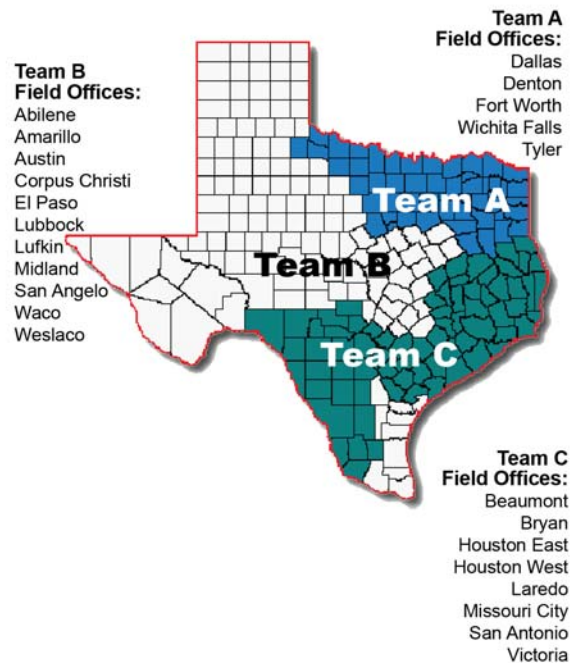 Team A
Field Offices:
Dallas
Denton
Fort Worth
Wichita Falls
Tyler
Team B
Field Offices:
Abilene
Amarillo
Austin
Corpus Christi
El Paso
Lubbock
Lufkin
Midland
San Angelo
Waco
Weslaco
Team A
Team B
Team C
Team C
Field Offices:
Beaumont
Bryan
Houston East
Houston West
Laredo
Missouri City
San Antonio
Victoria